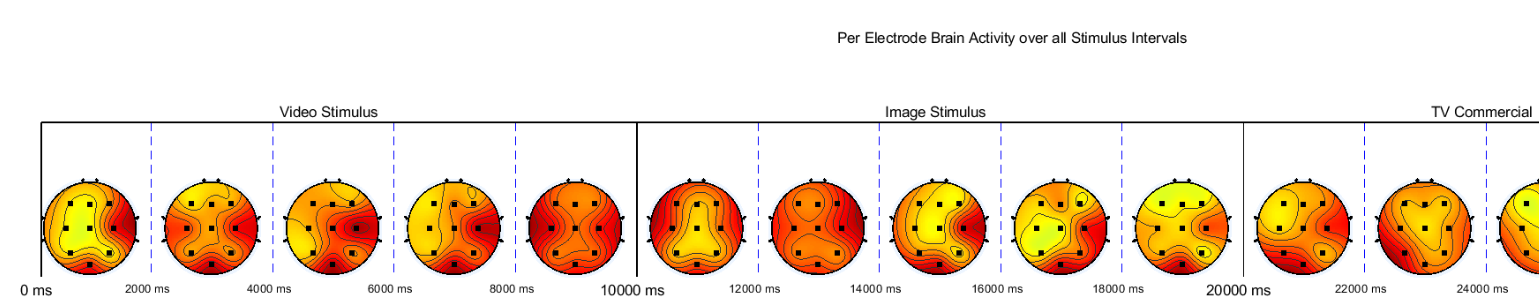 Per Electrode Brain Activity over all Stimulus Intervals
Video Stimulus Image Stimulus TV Commercial
0 ms 2000 ms 4000 ms 6000 ms 8000 ms 10000 ms 12000 ms 14000 ms 16000 ms 18000 ms 20000 ms 22000 ms 24000 ms